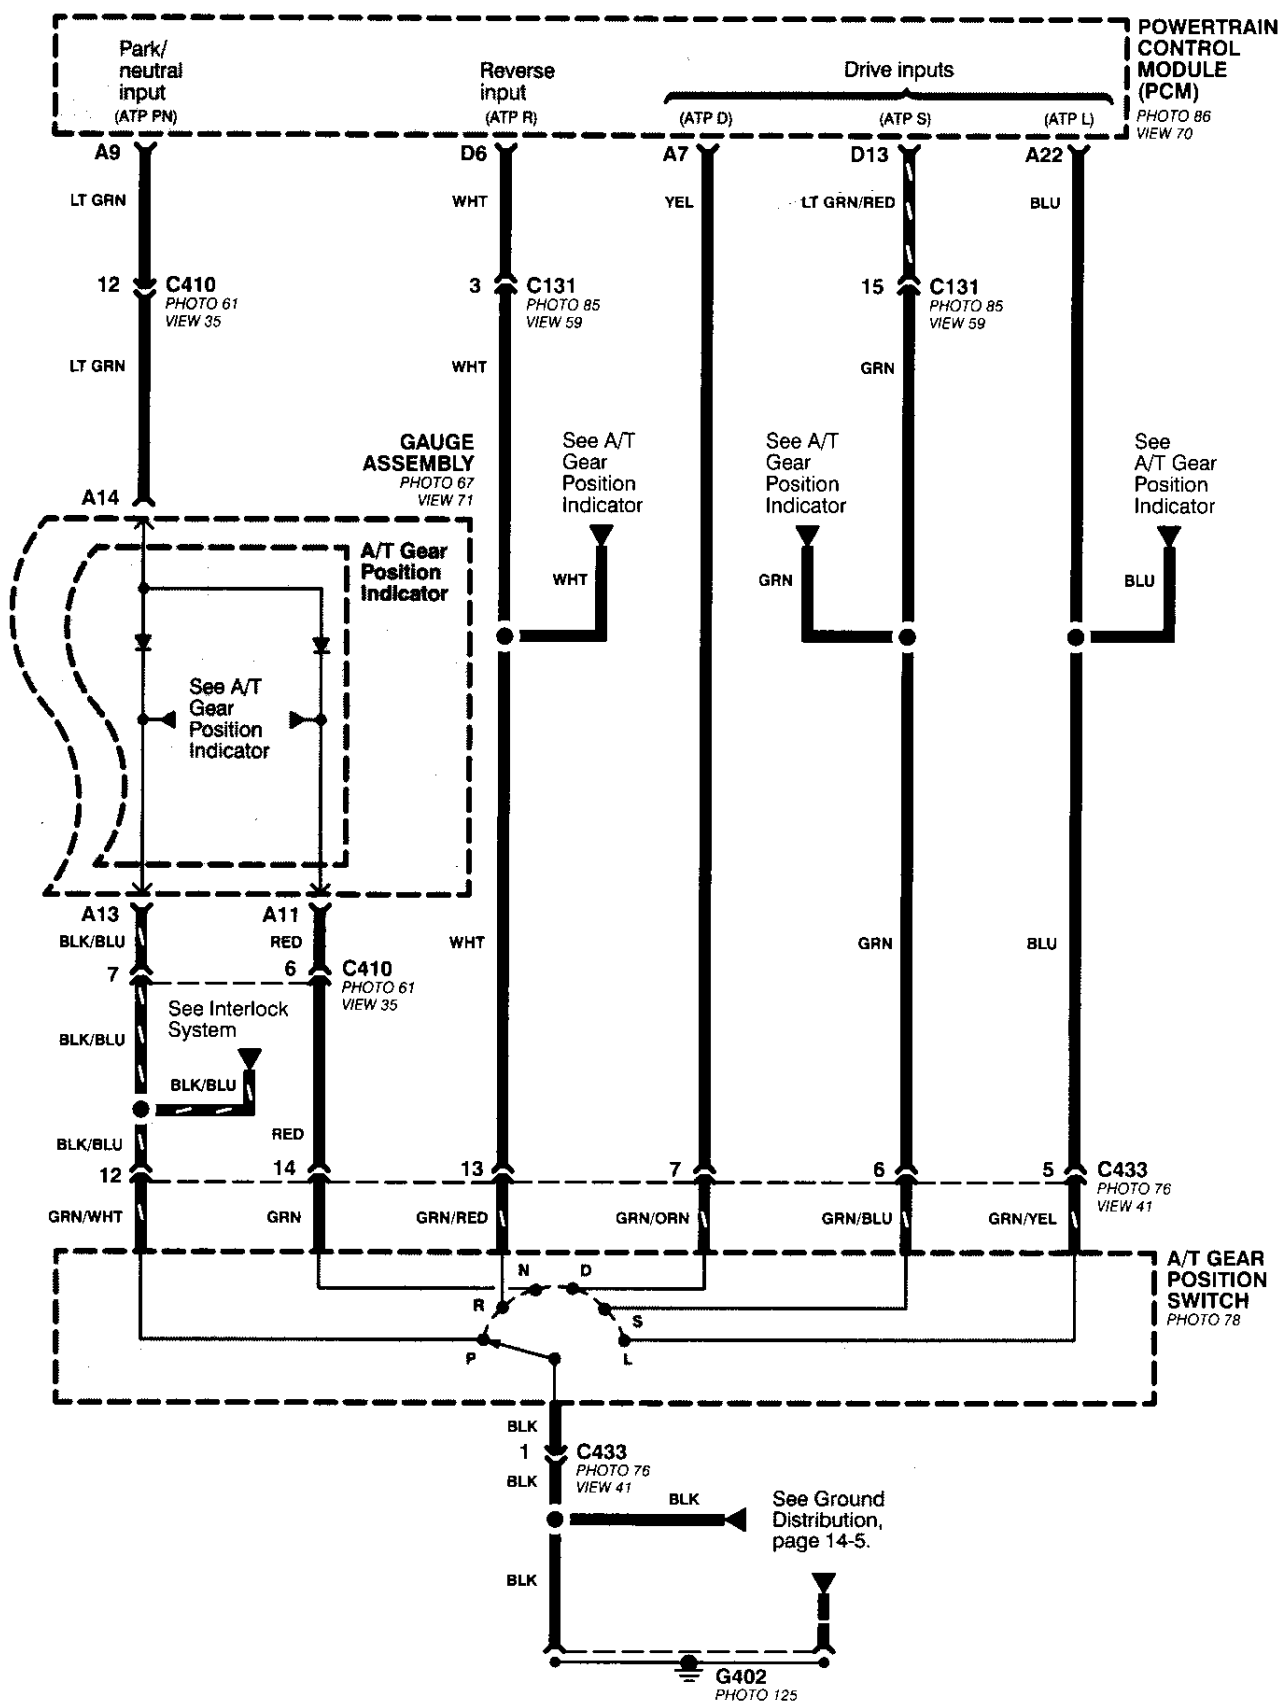 POWERTRAIN
CONTROL
MODULE
(PCM)
PHOTO 86
VIEW 70
Park/
neutral
input
(ATP PN)
Reverse
input
(ATP R)
Drive inputs
(ATP D)
(ATP S)
(ATP L)
A9
D6
A7
D13
A22
LT GRN
WHT
YEL
LT GRN/RED
BLU
12
C410
PHOTO 61
VIEW 35
3
C131
PHOTO 85
VIEW 59
15
C131
PHOTO 85
VIEW 59
LT GRN
WHT
GRN
GAUGE
ASSEMBLY
PHOTO 67
VIEW 71
See A/T
Gear
Position
Indicator
See A/T
Gear
Position
Indicator
See
A/T Gear
Position
Indicator
A14
A/T Gear
Position
Indicator
WHT
GRN
BLU
See A/T
Gear
Position
Indicator
A13
A11
BLK/BLU
RED
WHT
GRN
BLU
7
6
C410
PHOTO 61
VIEW 35
See Interlock
System
BLK/BLU
BLK/BLU
BLK/BLU
RED
12
14
13
7
6
5
C433
PHOTO 76
VIEW 41
GRN/WHT
GRN
GRN/RED
GRN/ORN
GRN/BLU
GRN/YEL
A/T GEAR
POSITION
SWITCH
PHOTO 78
N
D
R
S
P
L
BLK
1
C433
PHOTO 76
VIEW 41
BLK
BLK
See Ground
Distribution,
page 14-5.
BLK
G402
PHOTO 125